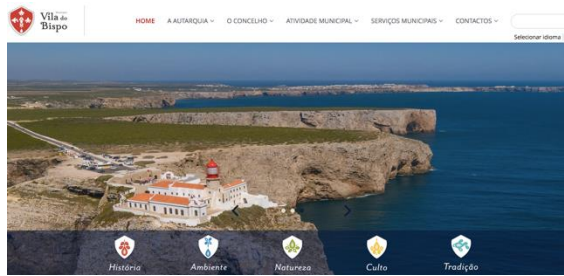 Vila do
Bispo
HOME A AUTARQUIA O CONCELHO ATIVIDADE MUNICIPAL SERVIÇOS MUNICIPAIS CONTACTOS
Selecionar idioma
História Ambiente Natureza Culto Tradição